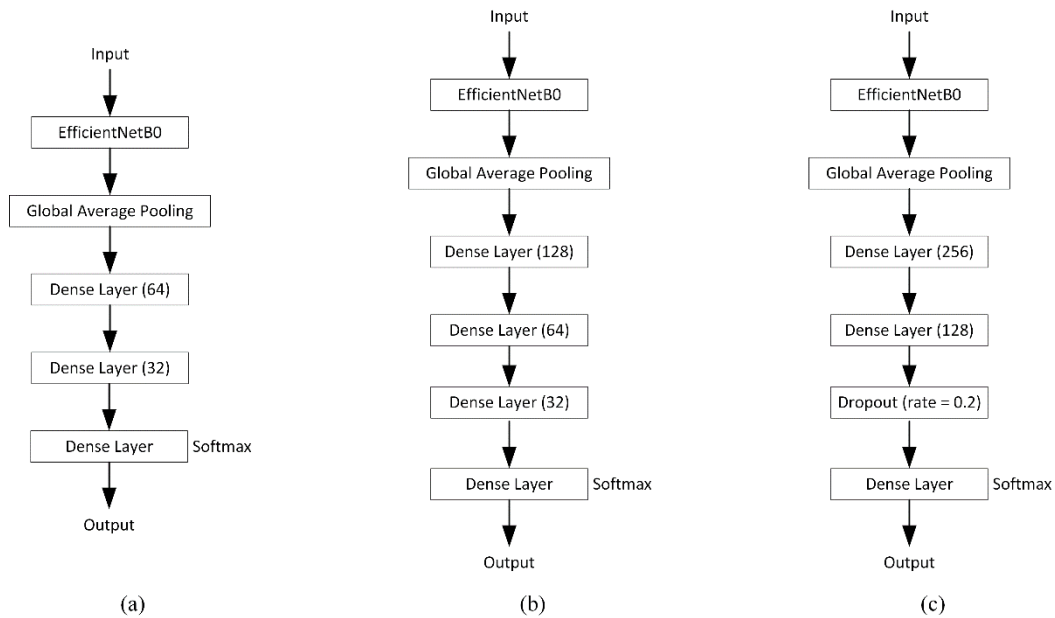 Input
EfficientNetB0
Global Average Pooling
Dense Layer (64)
Dense Layer (32)
Dense Layer
Softmax
Output
(a)
Input
EfficientNetB0
Global Average Pooling
Dense Layer (128)
Dense Layer (64)
Dense Layer (32)
Dense Layer
Softmax
Output
(b)
Input
EfficientNetB0
Global Average Pooling
Dense Layer (256)
Dense Layer (128)
Dropout (rate = 0.2)
Dense Layer
Softmax
Output
(c)